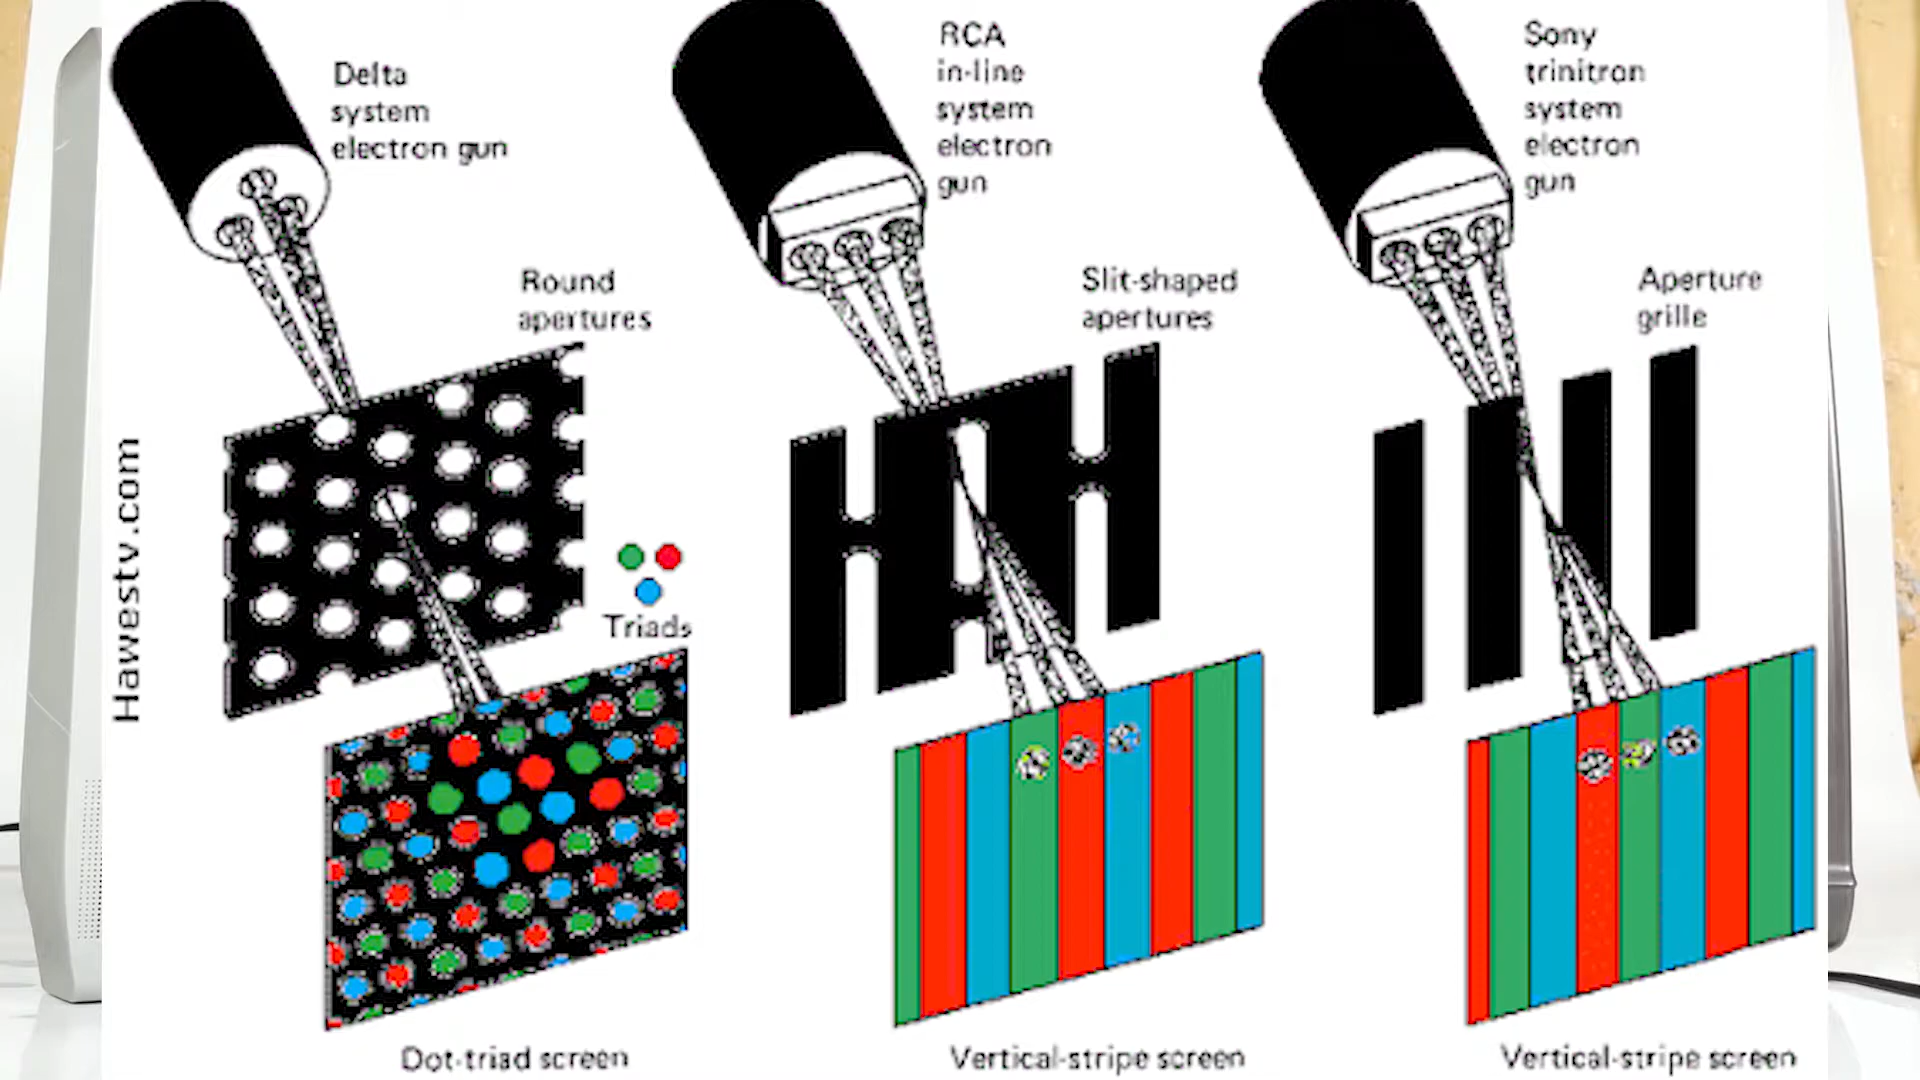 Delta
system
electron gun
RCA
in-line
system
electron
gun
Sony
trinitron
system
electron
gun
Round
apertures
Slit-shaped
apertures
Aperture
grille
Hawestv.com
Triads
Dot-triad screen
Vertical-stripe screen
Vertical-stripe screen